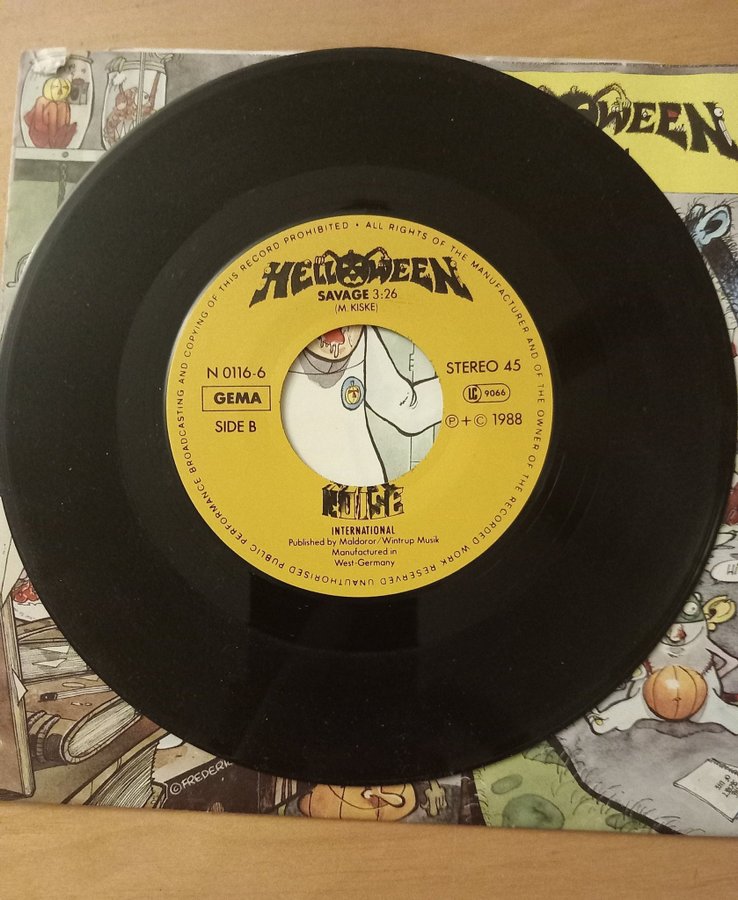 HELLOWEEN
SAVAGE 3:26
(M. KISKE)
N 0116-6
GEMA
SIDE B
STEREO 45
LC 9066
Ⓟ+© 1988
NOISE
INTERNATIONAL
Published by Maldoror/Wintrup Musik
Manufactured in
West-Germany
ALL RIGHTS OF THE MANUFACTURER AND OF THE OWNER OF THE RECORDED WORK RESERVED UNAUTHORISED PUBLIC PERFORMANCE BROADCASTING AND COPYING OF THIS RECORD PROHIBITED •
OWEEN
©FREDERI